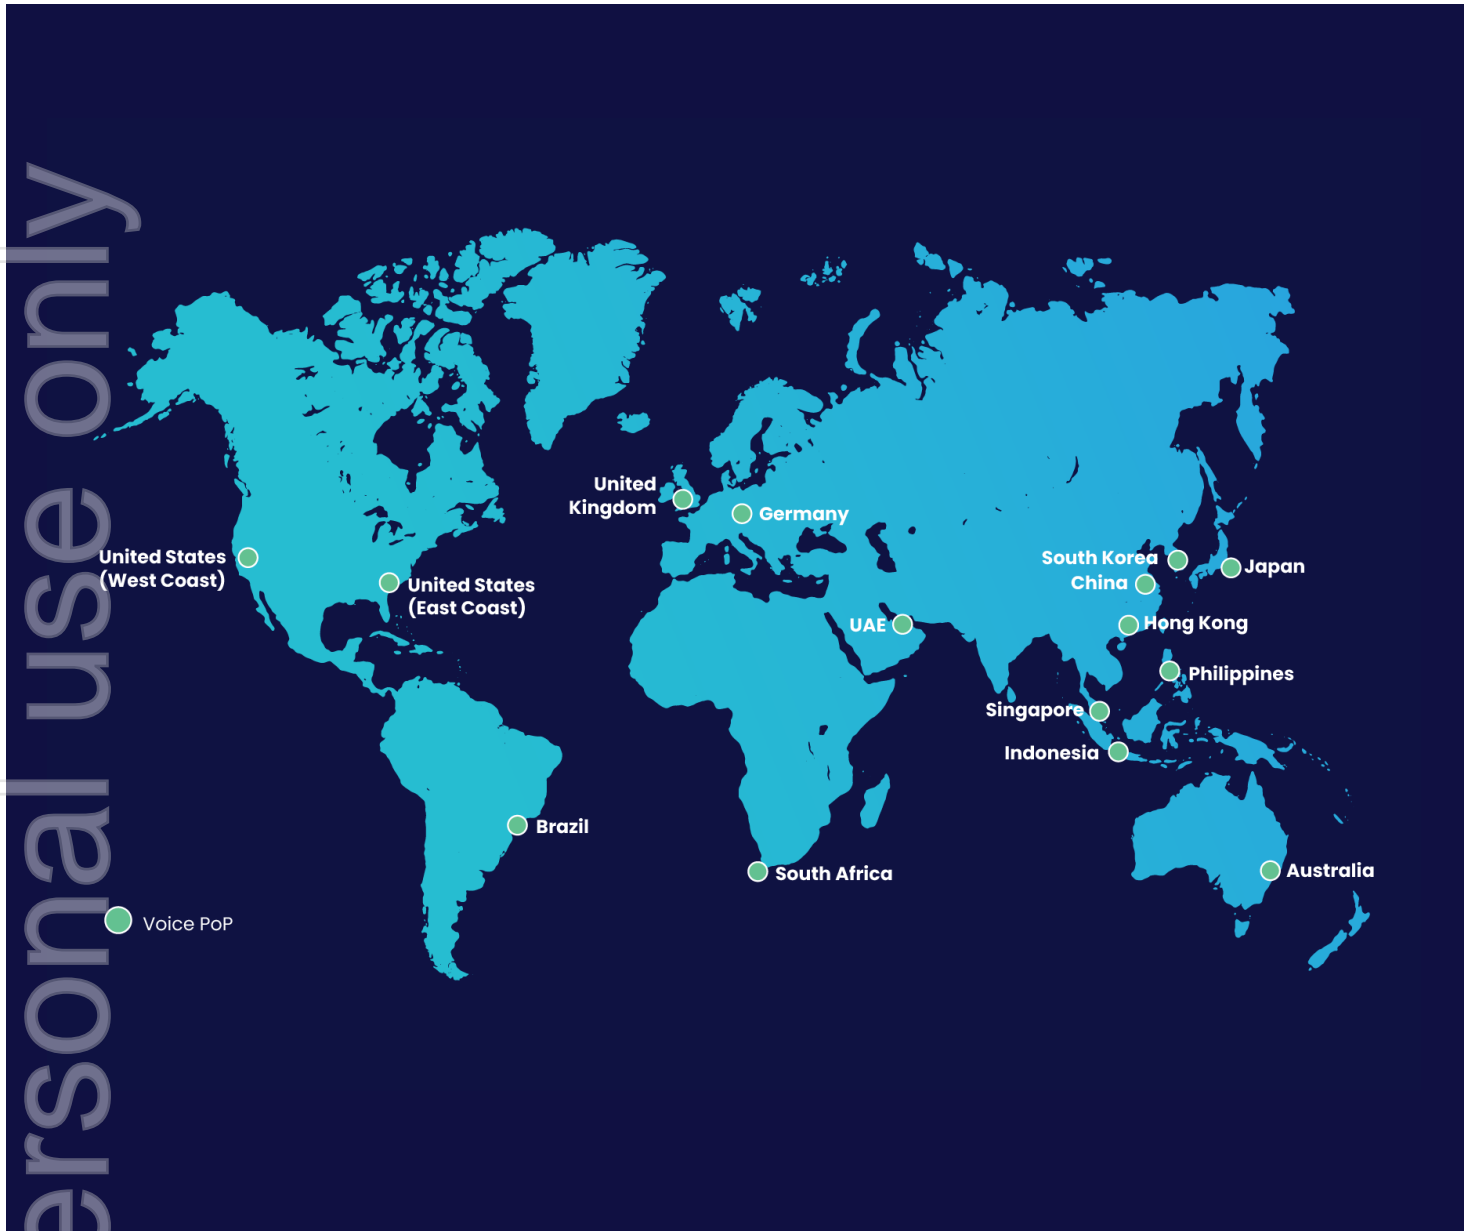 United
Kingdom
Germany
United States
(West Coast)
United States
(East Coast)
South Korea
Japan
China
UAE
Hong Kong
Philippines
Singapore
Indonesia
Brazil
South Africa
Australia
Voice PoP
ersonal use only